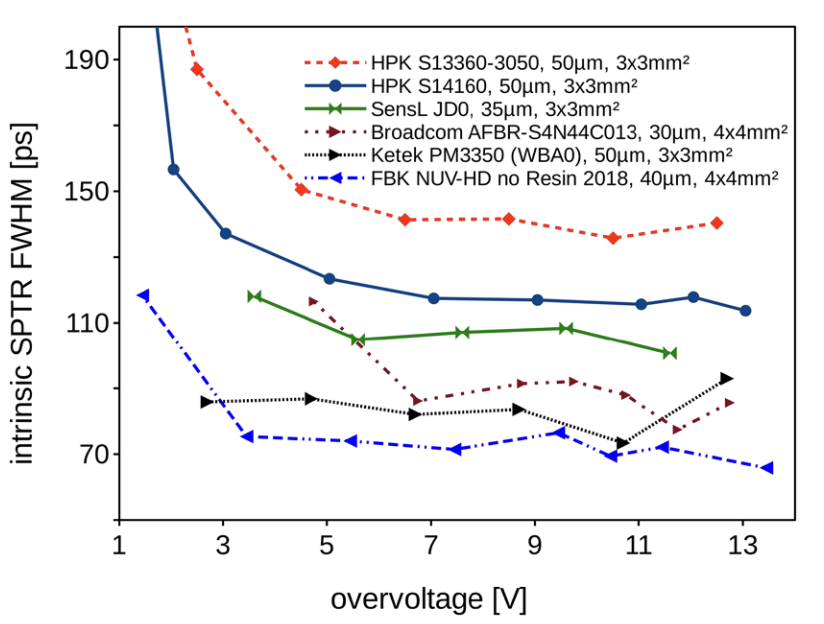 HPK S13360-3050, 50µm, 3x3mm²
HPK S14160, 50µm, 3x3mm²
SensL JD0, 35µm, 3x3mm²
Broadcom AFBR-S4N44C013, 30µm, 4x4mm²
Ketek PM3350 (WBA0), 50µm, 3x3mm²
FBK NUV-HD no Resin 2018, 40µm, 4x4mm²
intrinsic SPTR FWHM [ps]
190
150
110
70
1 3 5 7 9 11 13
overvoltage [V]